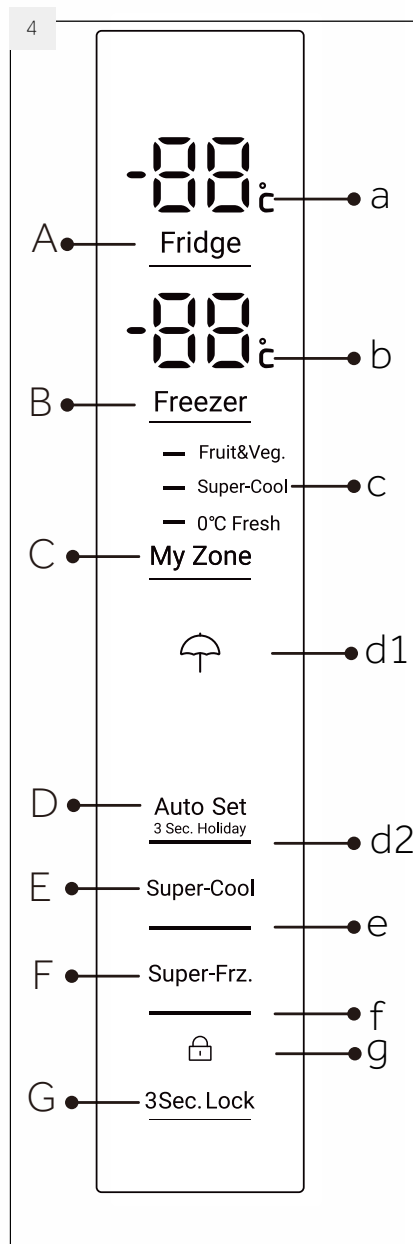 4
-88°C
a
A
Fridge
-88°C
b
B
Freezer
Fruit&Veg.
Super-Cool
c
0°C Fresh
C
My Zone
d1
D
Auto Set
3 Sec. Holiday
d2
E
Super-Cool
e
F
Super-Frz.
f
g
G
3Sec. Lock